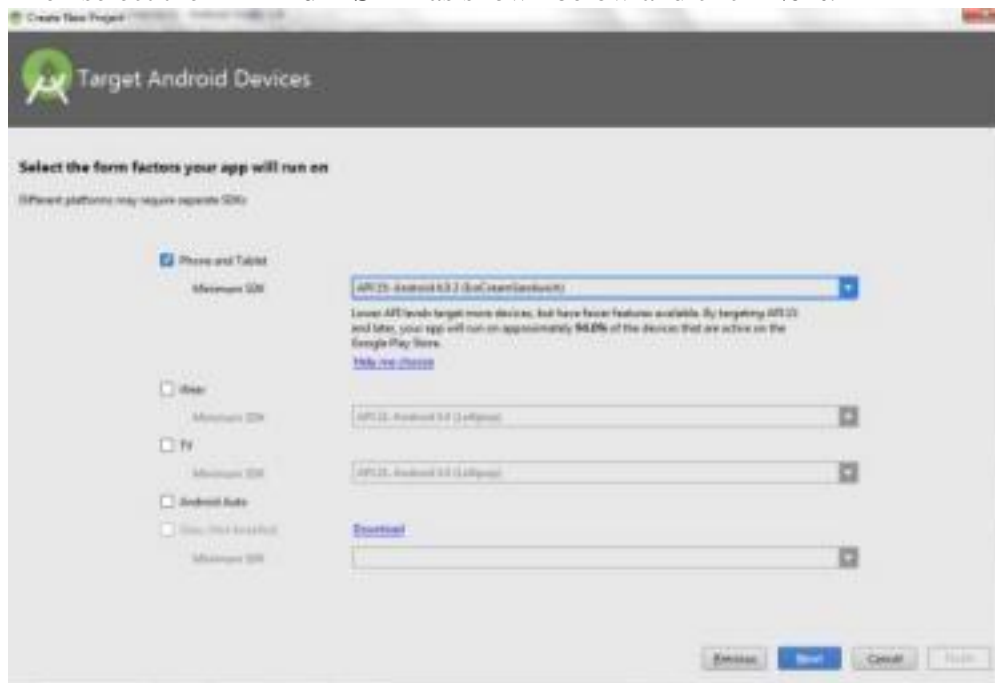 Create New Project
Target Android Devices
Select the form factors your app will run on
Different platforms may require separate SDKs
Phone and Tablet
Minimum SDK
API 15: Android 4.0.3 (IceCreamSandwich)
Lower API levels target more devices, but have fewer features available. By targeting API 15
and later, your app will run on approximately 94.0% of the devices that are active on the
Google Play Store.
Help me choose
Wear
Minimum SDK
API 21: Android 5.0 (Lollipop)
TV
Minimum SDK
API 21: Android 5.0 (Lollipop)
Android Auto
Glass (Not Installed)
Download
Minimum SDK
Previous
Next
Cancel
Finish